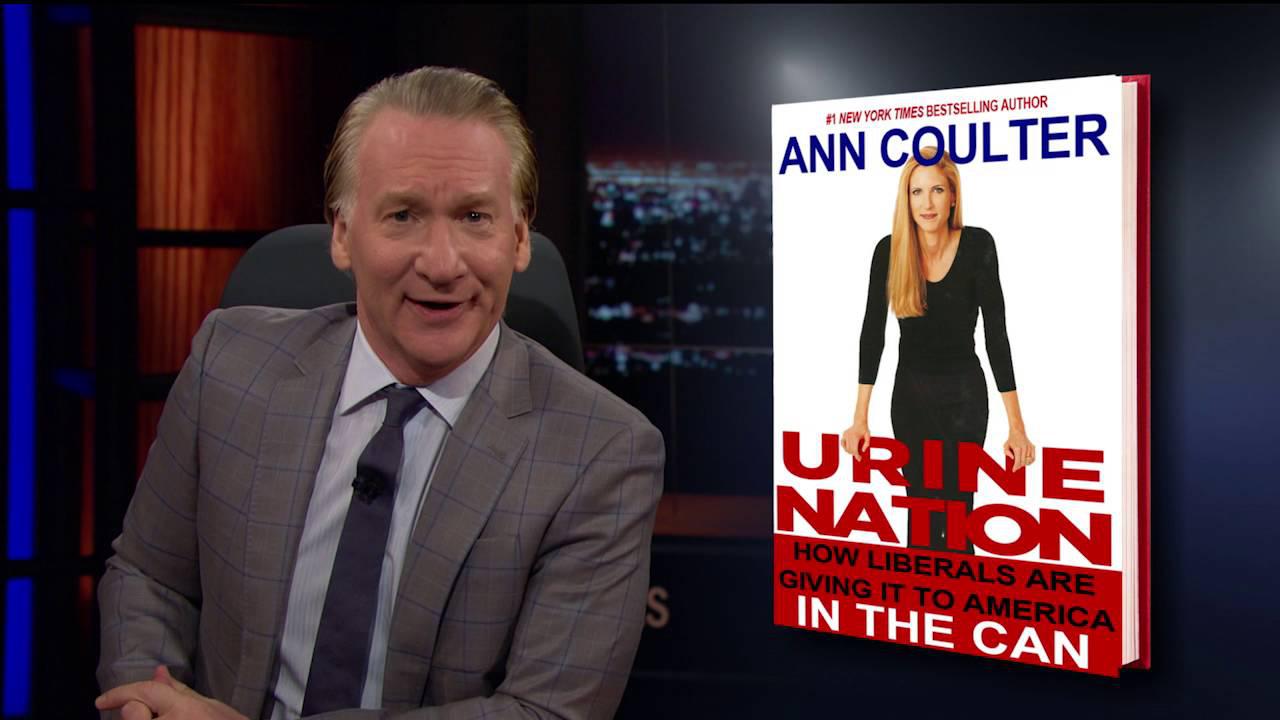 #1 NEW YORK TIMES BESTSELLING AUTHOR
ANN COULTER
URINE
NATION
HOW LIBERALS ARE
GIVING IT TO AMERICA
IN THE CAN